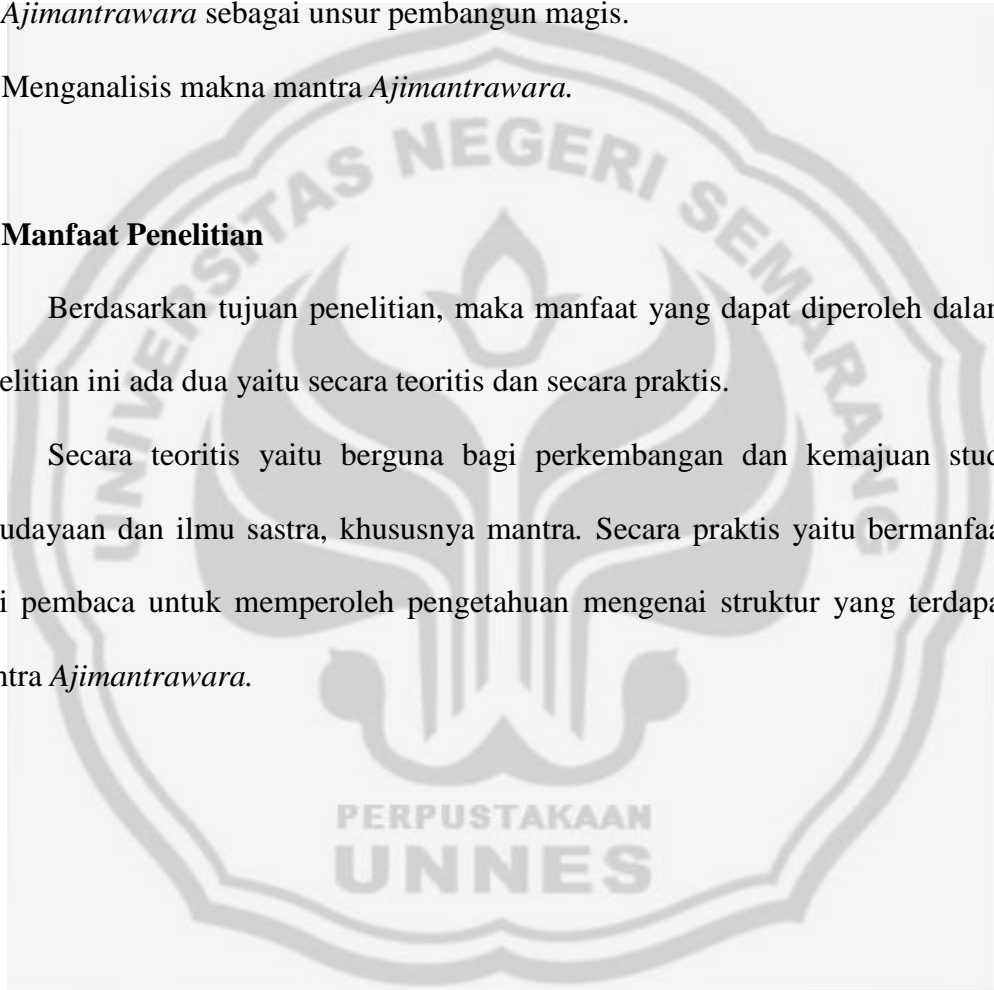 Ajimantrawara sebagai unsur pembangun magis.
Menganalisis makna mantra Ajimantrawara.
Manfaat Penelitian
Berdasarkan tujuan penelitian, maka manfaat yang dapat diperoleh dalam
elitian ini ada dua yaitu secara teoritis dan secara praktis.
Secara teoritis yaitu berguna bagi perkembangan dan kemajuan stud
udayaan dan ilmu sastra, khususnya mantra. Secara praktis yaitu bermanfaa
i pembaca untuk memperoleh pengetahuan mengenai struktur yang terdapa
ntra Ajimantrawara.
UNIVERSITAS NEGERI SEMARANG
PERPUSTAKAAN
UNNES